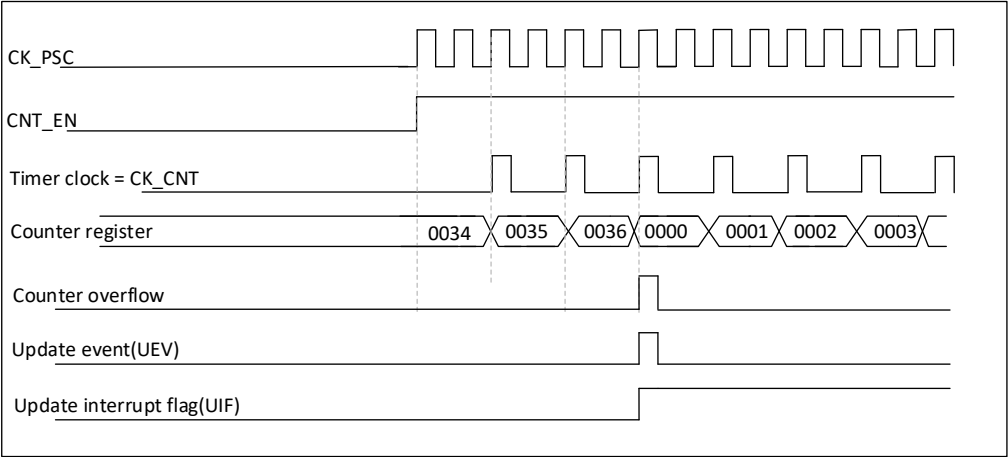 CK_PSC
CNT_EN
Timer clock = CK_CNT
Counter register 0034 0035 0036 0000 0001 0002 0003
Counter overflow
Update event(UEV)
Update interrupt flag(UIF)